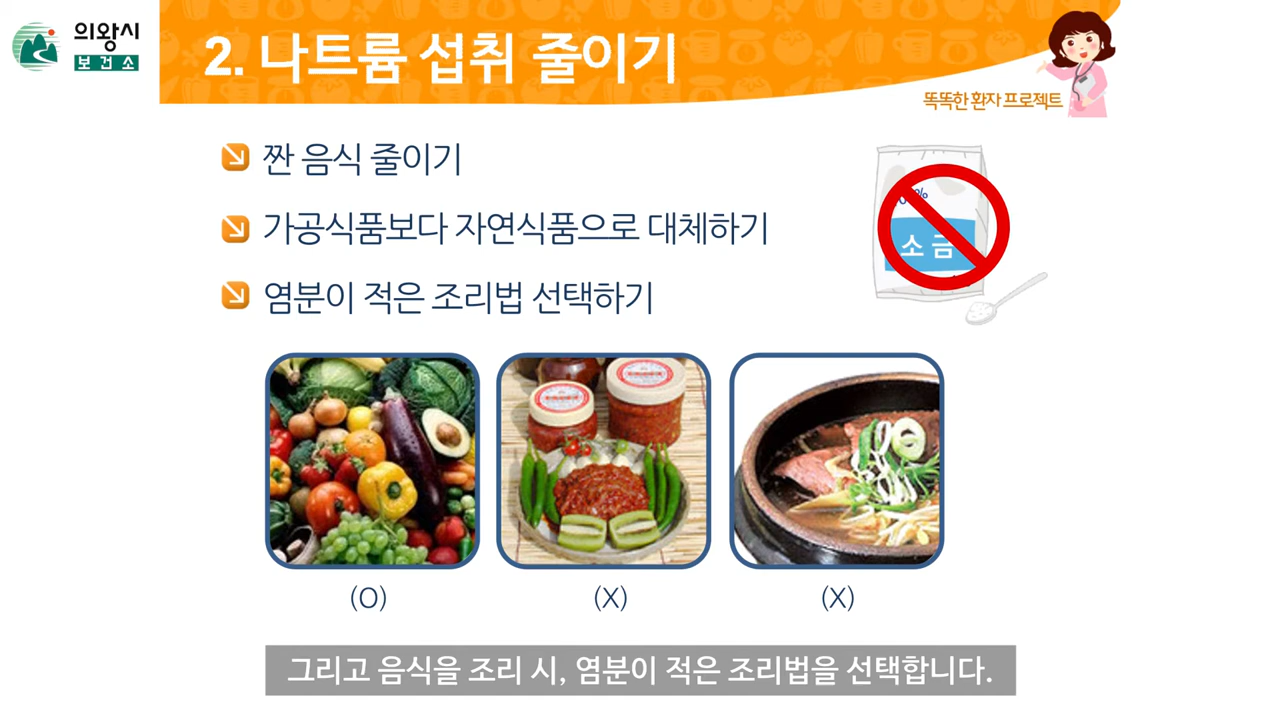 의왕시
보건소
2. 나트륨 섭취 줄이기
똑똑한 환자 프로젝트
짠 음식 줄이기
가공식품보다 자연식품으로 대체하기
염분이 적은 조리법 선택하기
소금
(O)
(X)
(X)
그리고 음식을 조리 시, 염분이 적은 조리법을 선택합니다.